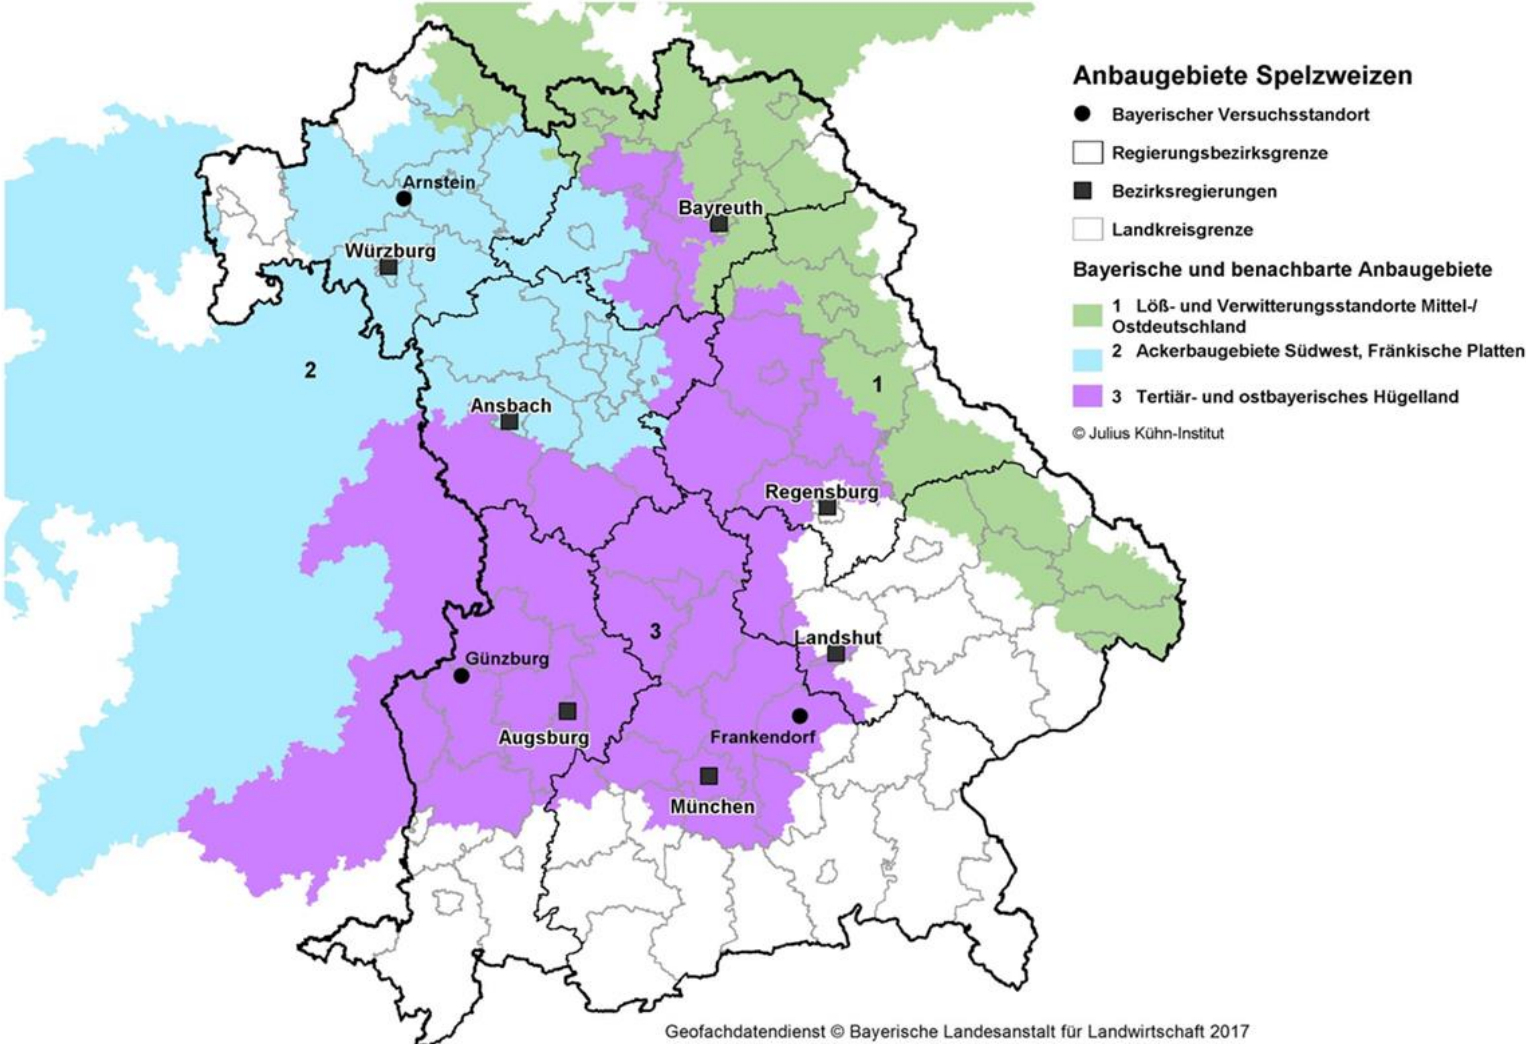 Anbaugebiete Spelzweizen
Bayerischer Versuchsstandort
Regierungsbezirksgrenze
Bezirksregierungen
Landkreisgrenze
Bayerische und benachbarte Anbaugebiete
1 Löß- und Verwitterungsstandorte Mittel-/
Ostdeutschland
2 Ackerbaugebiete Südwest, Fränkische Platten
3 Tertiär- und ostbayerisches Hügelland
© Julius Kühn-Institut
Arnstein
Bayreuth
Würzburg
2
1
Ansbach
Regensburg
3
Landshut
Günzburg
Augsburg
Frankendorf
München
Geofachdatendienst © Bayerische Landesanstalt für Landwirtschaft 2017